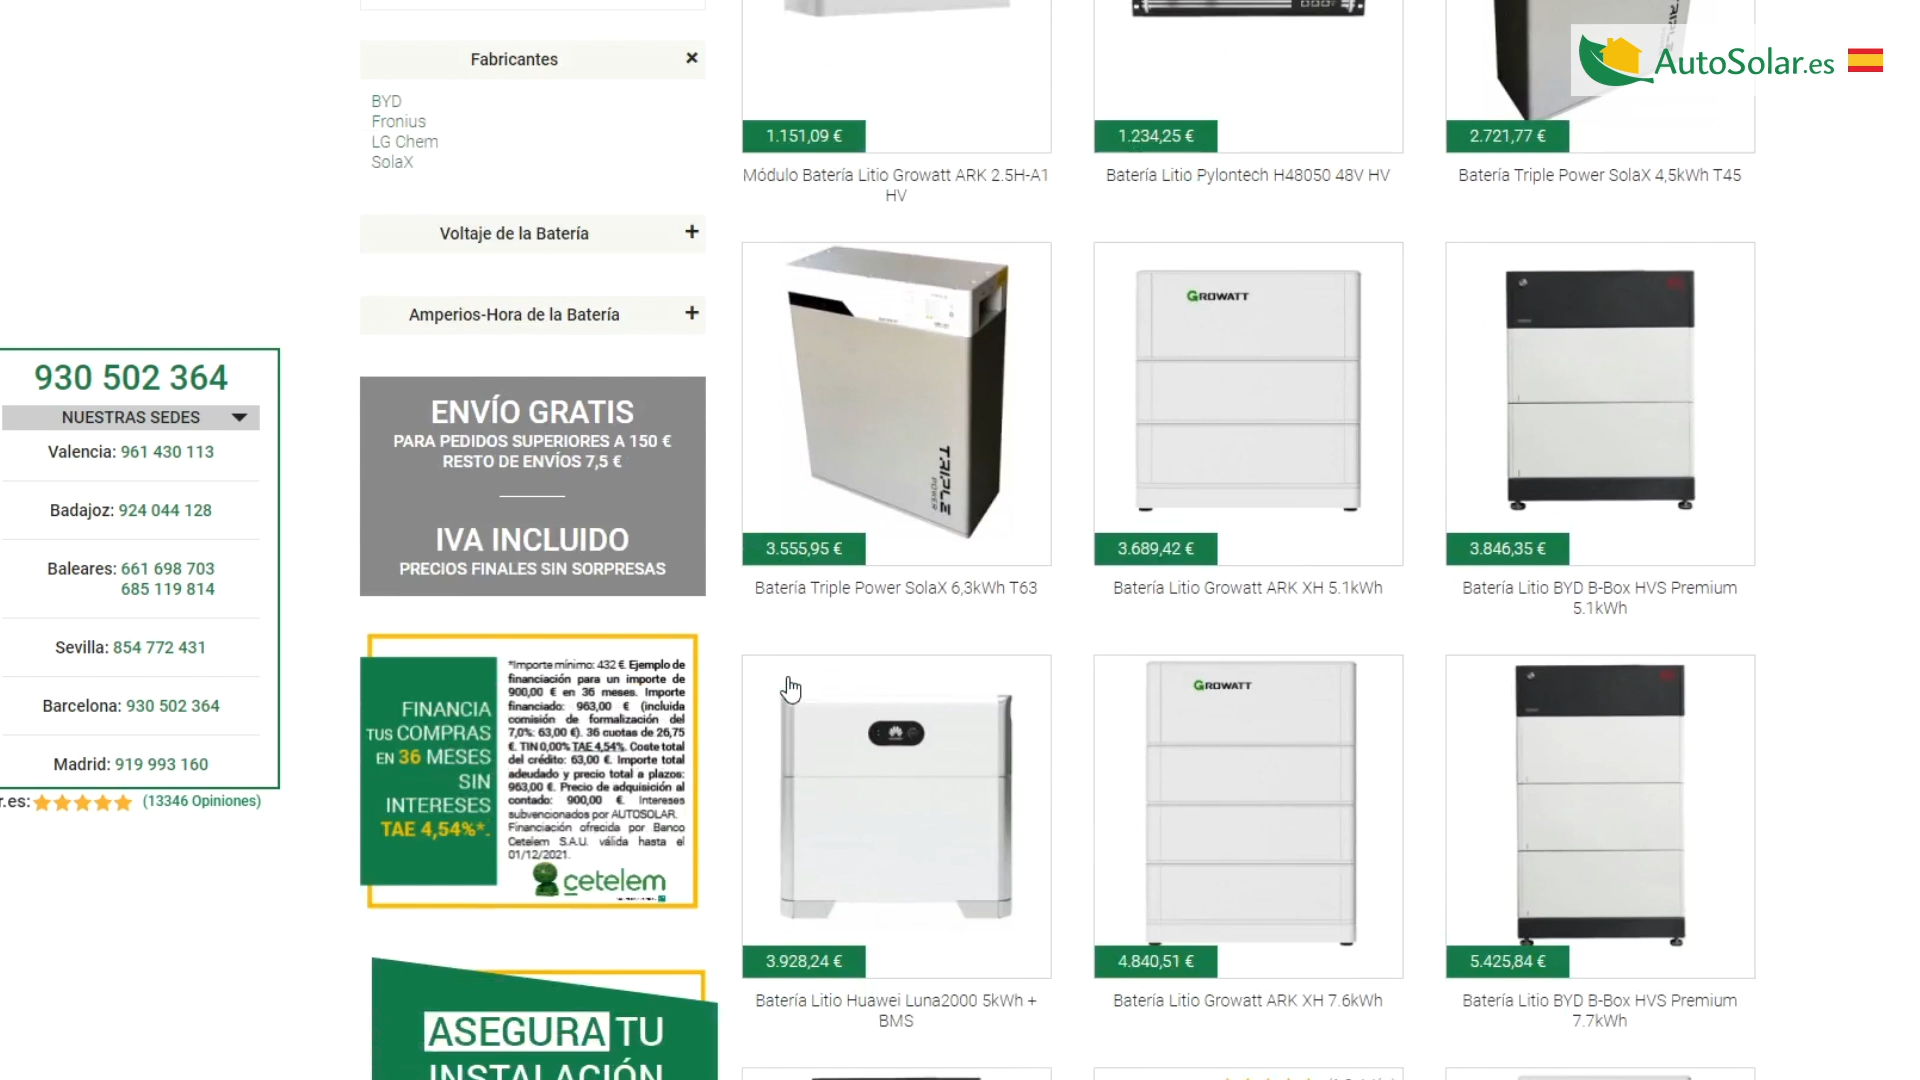 AutoSolar.es
Fabricantes
BYD
Fronius
LG Chem
SolaX
Voltaje de la Batería
Amperios-Hora de la Batería
930 502 364
NUESTRAS SEDES
Valencia: 961 430 113
Badajoz: 924 044 128
Baleares: 661 698 703
685 119 814
Sevilla: 854 772 431
Barcelona: 930 502 364
Madrid: 919 993 160
r.es: (13346 Opiniones)
ENVÍO GRATIS
PARA PEDIDOS SUPERIORES A 150 €
RESTO DE ENVÍOS 7,5 €
IVA INCLUIDO
PRECIOS FINALES SIN SORPRESAS
FINANCIA
TUS COMPRAS
EN 36 MESES
SIN
INTERESES
TAE 4,54%*.
*Importe mínimo: 432 €. Ejemplo de
financiación para un importe de
900,00 € en 36 meses. Importe
financiado: 963,00 € (incluida
comisión de formalización del
7,0%: 63,00 €). 36 cuotas de 26,75
€. TIN 0,00% TAE 4,54%. Coste total
del crédito: 63,00 €. Importe total
adeudado y precio total a plazos:
963,00 €. Precio de adquisición al
contado: 900,00 €. Intereses
subvencionados por AUTOSOLAR.
Financiación ofrecida por Banco
Cetelem S.A.U. válida hasta el
01/12/2021.
cetelem
ASEGURA TU
INSTALACIÓN
1.151,09 €
Módulo Batería Litio Growatt ARK 2.5H-A1
HV
1.234,25 €
Batería Litio Pylontech H48050 48V HV
2.721,77 €
Batería Triple Power SolaX 4,5kWh T45
TRIPLE
POWER
3.555,95 €
Batería Triple Power SolaX 6,3kWh T63
GROWATT
3.689,42 €
Batería Litio Growatt ARK XH 5.1kWh
3.846,35 €
Batería Litio BYD B-Box HVS Premium
5.1kWh
3.928,24 €
Batería Litio Huawei Luna2000 5kWh +
BMS
GROWATT
4.840,51 €
Batería Litio Growatt ARK XH 7.6kWh
5.425,84 €
Batería Litio BYD B-Box HVS Premium
7.7kWh